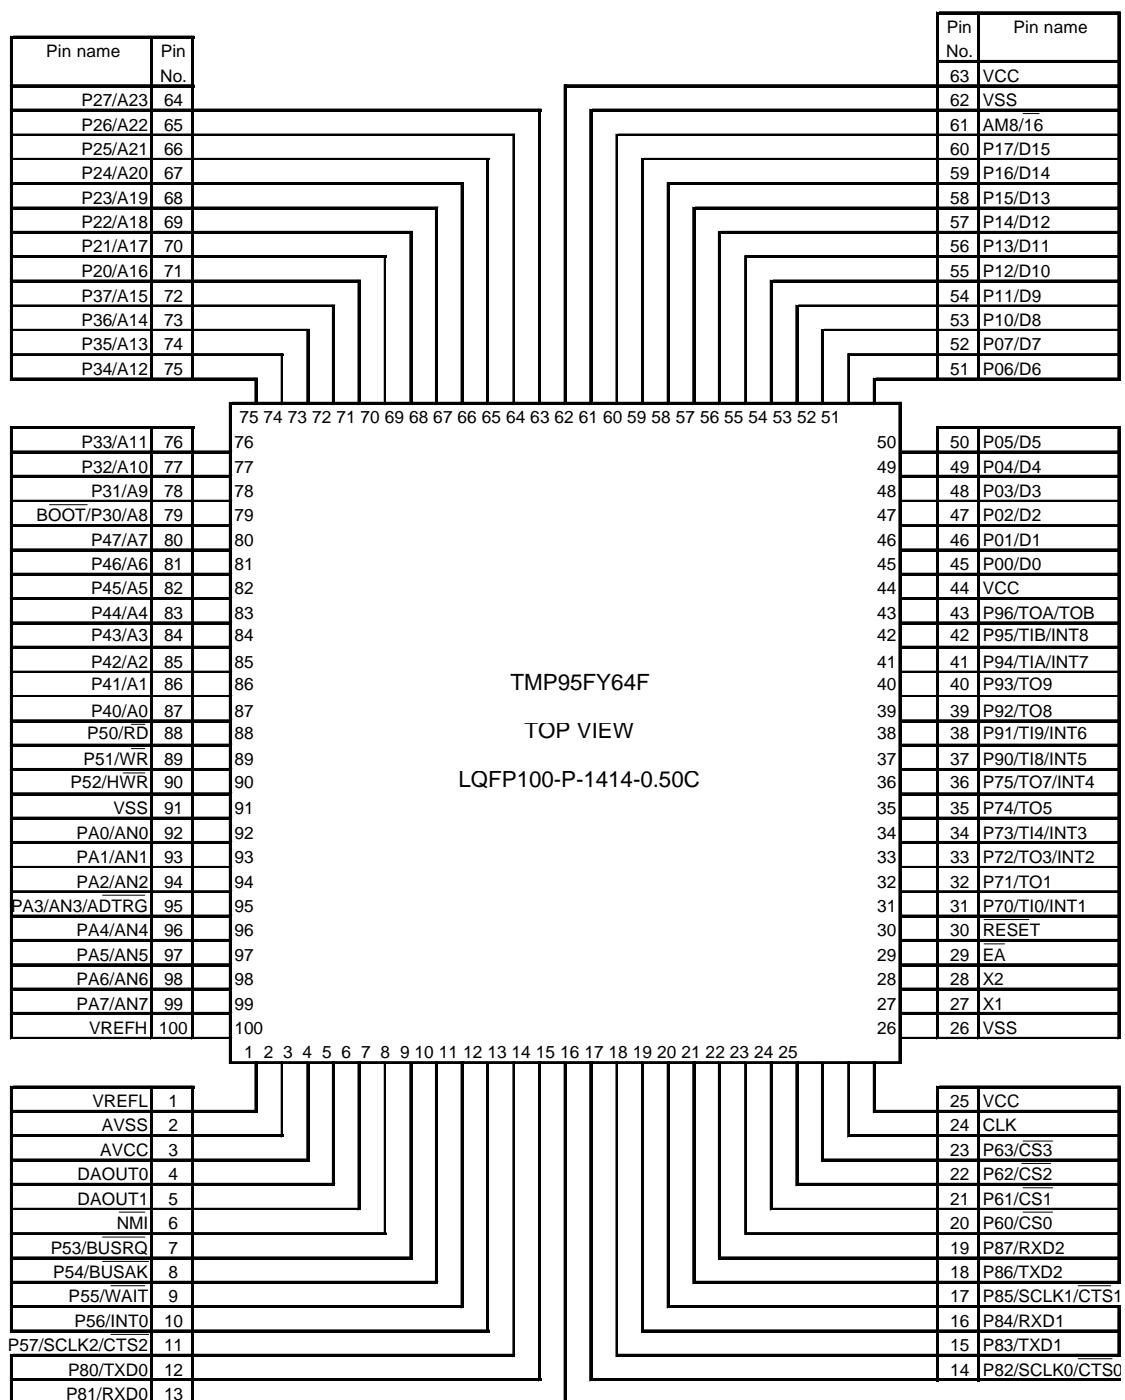 Pin name Pin No.
P27/A23 64
P26/A22 65
P25/A21 66
P24/A20 67
P23/A19 68
P22/A18 69
P21/A17 70
P20/A16 71
P37/A15 72
P36/A14 73
P35/A13 74
P34/A12 75
Pin No. Pin name
63 VCC
62 VSS
61 AM8/1̅6̅
60 P17/D15
59 P16/D14
58 P15/D13
57 P14/D12
56 P13/D11
55 P12/D10
54 P11/D9
53 P10/D8
52 P07/D7
51 P06/D6
75 74 73 72 71 70 69 68 67 66 65 64 63 62 61 60 59 58 57 56 55 54 53 52 51
P33/A11 76 76
P32/A10 77 77
P31/A9 78 78
B̅O̅O̅T̅/P30/A8 79 79
P47/A7 80 80
P46/A6 81 81
P45/A5 82 82
P44/A4 83 83
P43/A3 84 84
P42/A2 85 85
P41/A1 86 86
P40/A0 87 87
P50/R̅D̅ 88 88
P51/W̅R̅ 89 89
P52/H̅W̅R̅ 90 90
VSS 91 91
PA0/AN0 92 92
PA1/AN1 93 93
PA2/AN2 94 94
PA3/AN3/A̅D̅T̅R̅G̅ 95 95
PA4/AN4 96 96
PA5/AN5 97 97
PA6/AN6 98 98
PA7/AN7 99 99
VREFH 100 100
TMP95FY64F
TOP VIEW
LQFP100-P-1414-0.50C
50 50 P05/D5
49 49 P04/D4
48 48 P03/D3
47 47 P02/D2
46 46 P01/D1
45 45 P00/D0
44 44 VCC
43 43 P96/TOA/TOB
42 42 P95/TIB/INT8
41 41 P94/TIA/INT7
40 40 P93/TO9
39 39 P92/TO8
38 38 P91/TI9/INT6
37 37 P90/TI8/INT5
36 36 P75/TO7/INT4
35 35 P74/TO5
34 34 P73/TI4/INT3
33 33 P72/TO3/INT2
32 32 P71/TO1
31 31 P70/TI0/INT1
30 30 R̅E̅S̅E̅T̅
29 29 E̅A̅
28 28 X2
27 27 X1
26 26 VSS
1 2 3 4 5 6 7 8 9 10 11 12 13 14 15 16 17 18 19 20 21 22 23 24 25
VREFL 1
AVSS 2
AVCC 3
DAOUT0 4
DAOUT1 5
N̅M̅I̅ 6
P53/B̅U̅S̅R̅Q̅ 7
P54/B̅U̅S̅A̅K̅ 8
P55/W̅A̅I̅T̅ 9
P56/INT0 10
P57/SCLK2/C̅T̅S̅2̅ 11
P80/TXD0 12
P81/RXD0 13
25 VCC
24 CLK
23 P63/C̅S̅3̅
22 P62/C̅S̅2̅
21 P61/C̅S̅1̅
20 P60/C̅S̅0̅
19 P87/RXD2
18 P86/TXD2
17 P85/SCLK1/C̅T̅S̅1̅
16 P84/RXD1
15 P83/TXD1
14 P82/SCLK0/C̅T̅S̅0̅